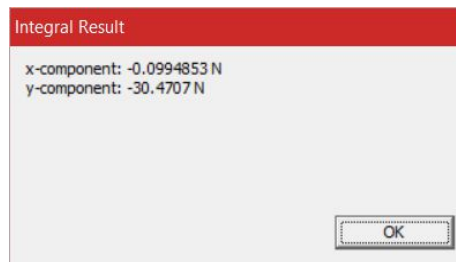 Integral Result
x-component: -0.0994853 N
y-component: -30.4707 N
OK